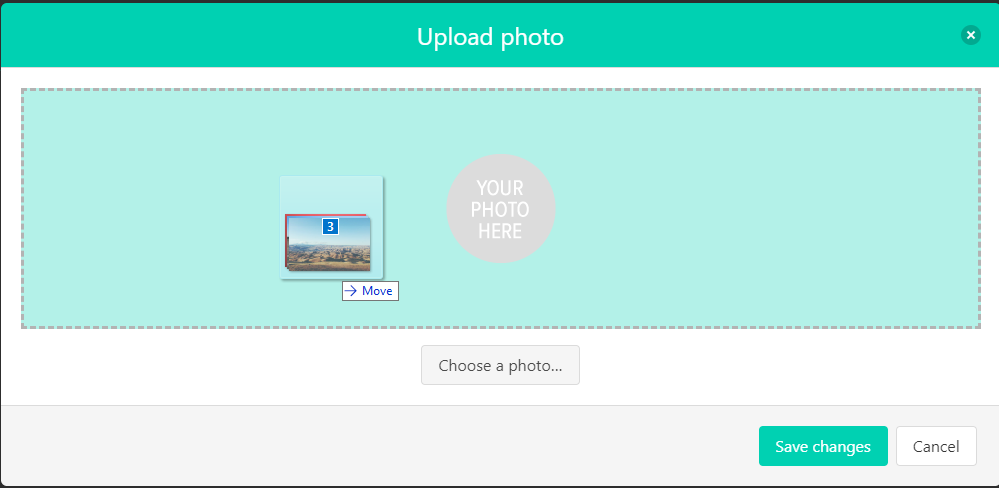 Upload photo
YOUR
PHOTO
HERE
3
Move
Choose a photo...
Save changes
Cancel